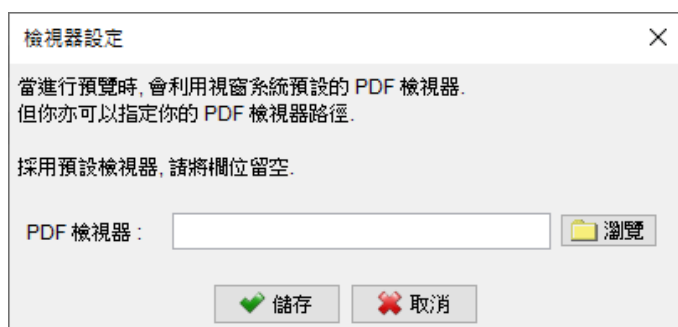 檢視器設定
當進行預覽時, 會利用視窗系統預設的 PDF 檢視器.
但你亦可以指定你的 PDF 檢視器路徑.
採用預設檢視器, 請將欄位留空.
PDF 檢視器 :
瀏覽
儲存
取消